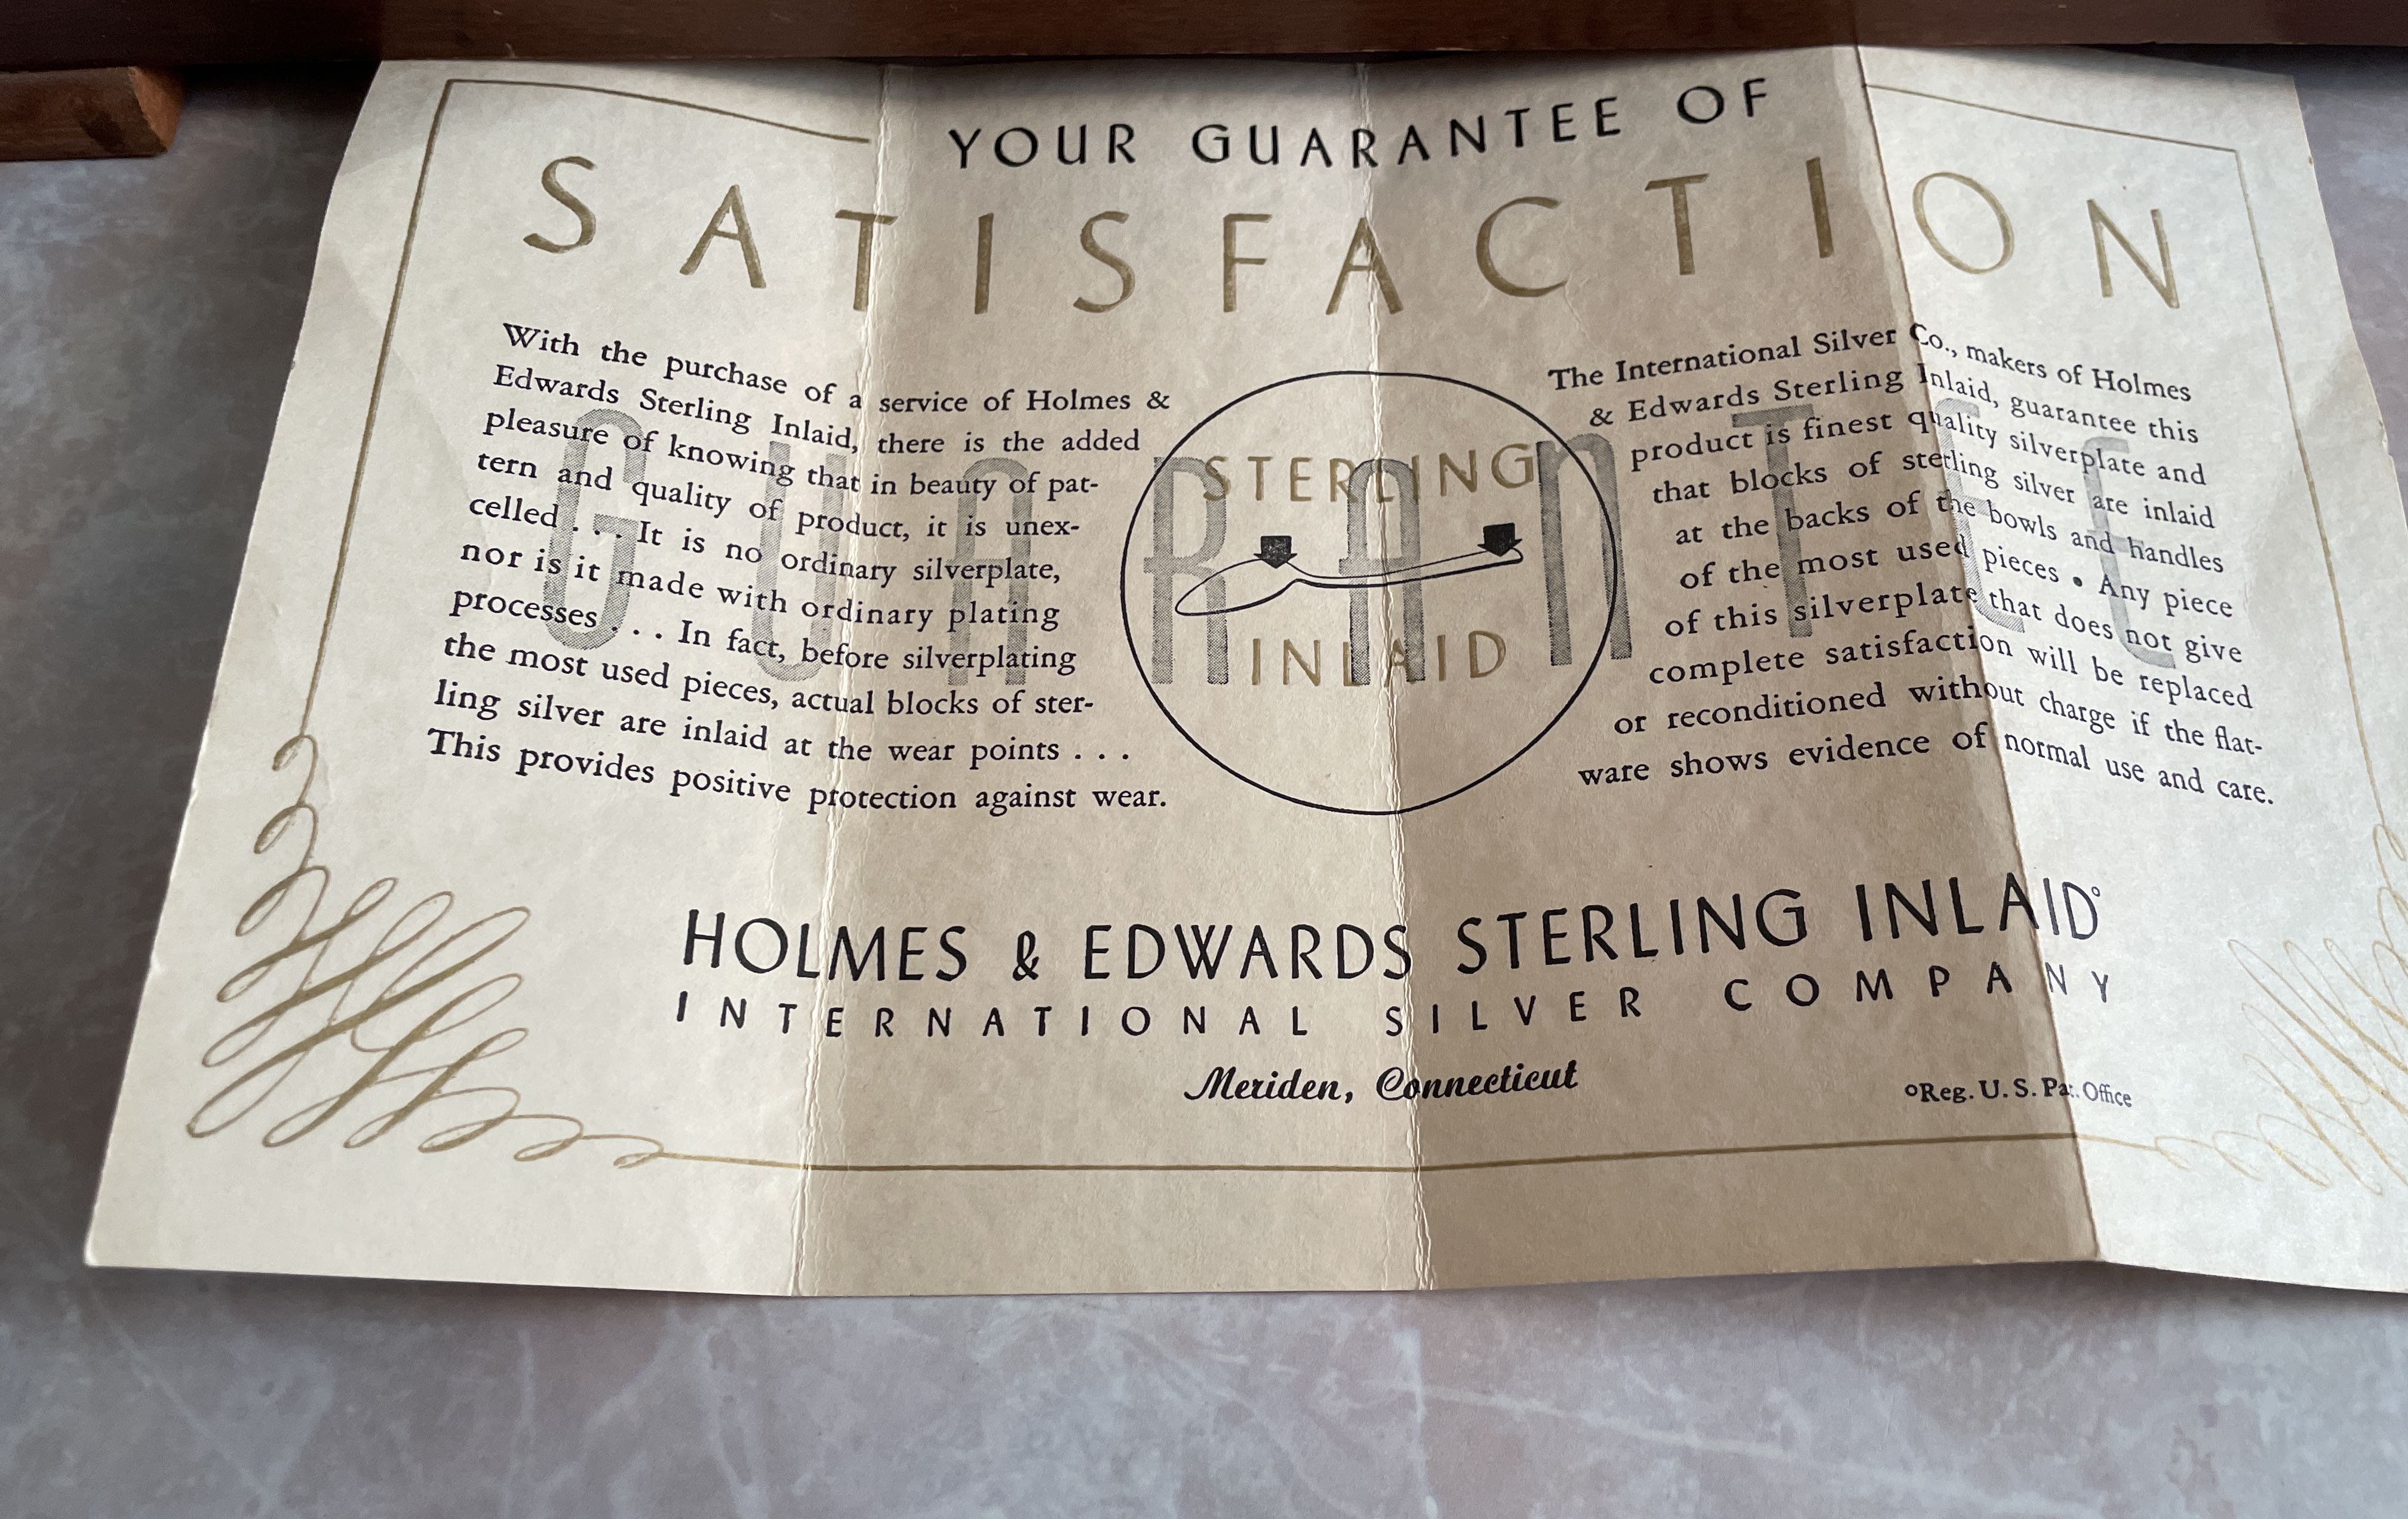 YOUR GUARANTEE OF
SATISFACTION
With the purchase of a service of Holmes &
Edwards Sterling Inlaid, there is the added
pleasure of knowing that in beauty of pat-
tern and quality of product, it is unex-
celled . . . It is no ordinary silverplate,
nor is it made with ordinary plating
processes . . . In fact, before silverplating
the most used pieces, actual blocks of ster-
ling silver are inlaid at the wear points . . .
This provides positive protection against wear.
GUARANTEE
STERLING
INLAID
The International Silver Co., makers of Holmes
& Edwards Sterling Inlaid, guarantee this
product is finest quality silverplate and
that blocks of sterling silver are inlaid
at the backs of the bowls and handles
of the most used pieces • Any piece
of this silverplate that does not give
complete satisfaction will be replaced
or reconditioned without charge if the flat-
ware shows evidence of normal use and care.
HOLMES & EDWARDS STERLING INLAID°
INTERNATIONAL SILVER COMPANY
Meriden, Connecticut
°Reg. U. S. Pat. Office